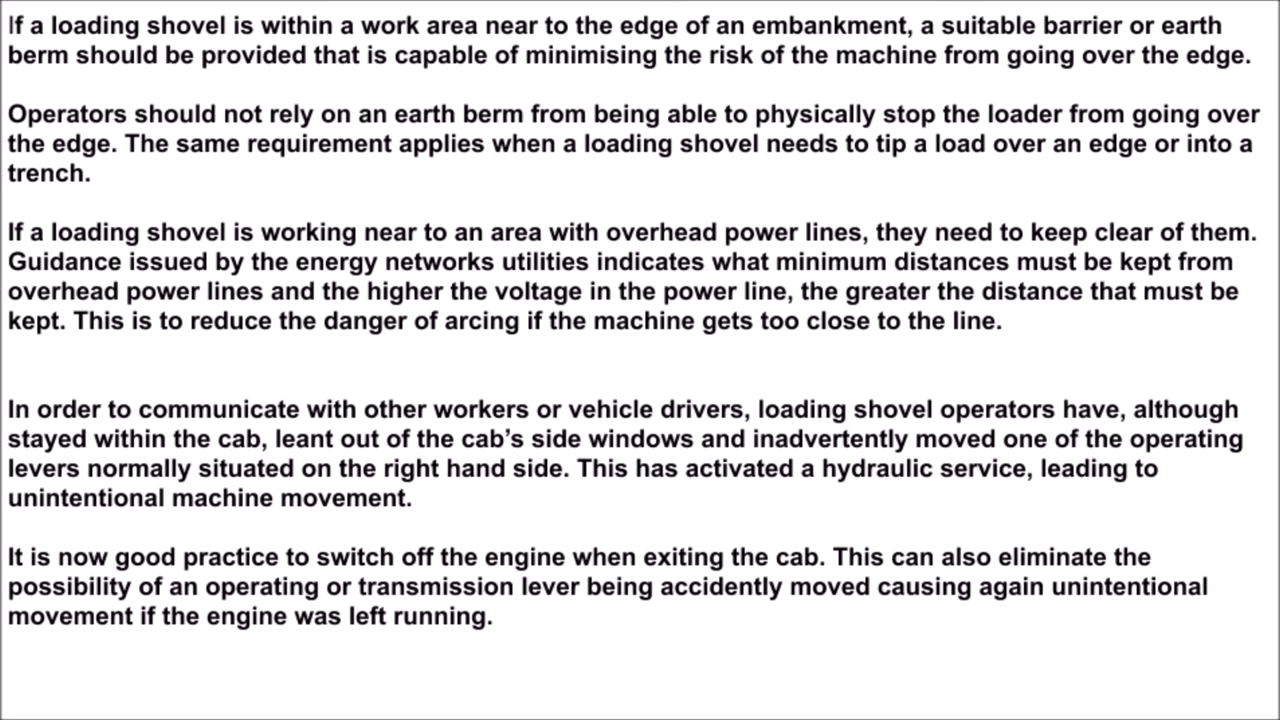 If a loading shovel is within a work area near to the edge of an embankment, a suitable barrier or earth
berm should be provided that is capable of minimising the risk of the machine from going over the edge.
Operators should not rely on an earth berm from being able to physically stop the loader from going over
the edge. The same requirement applies when a loading shovel needs to tip a load over an edge or into a
trench.
If a loading shovel is working near to an area with overhead power lines, they need to keep clear of them.
Guidance issued by the energy networks utilities indicates what minimum distances must be kept from
overhead power lines and the higher the voltage in the power line, the greater the distance that must be
kept. This is to reduce the danger of arcing if the machine gets too close to the line.
In order to communicate with other workers or vehicle drivers, loading shovel operators have, although
stayed within the cab, leant out of the cab’s side windows and inadvertently moved one of the operating
levers normally situated on the right hand side. This has activated a hydraulic service, leading to
unintentional machine movement.
It is now good practice to switch off the engine when exiting the cab. This can also eliminate the
possibility of an operating or transmission lever being accidently moved causing again unintentional
movement if the engine was left running.